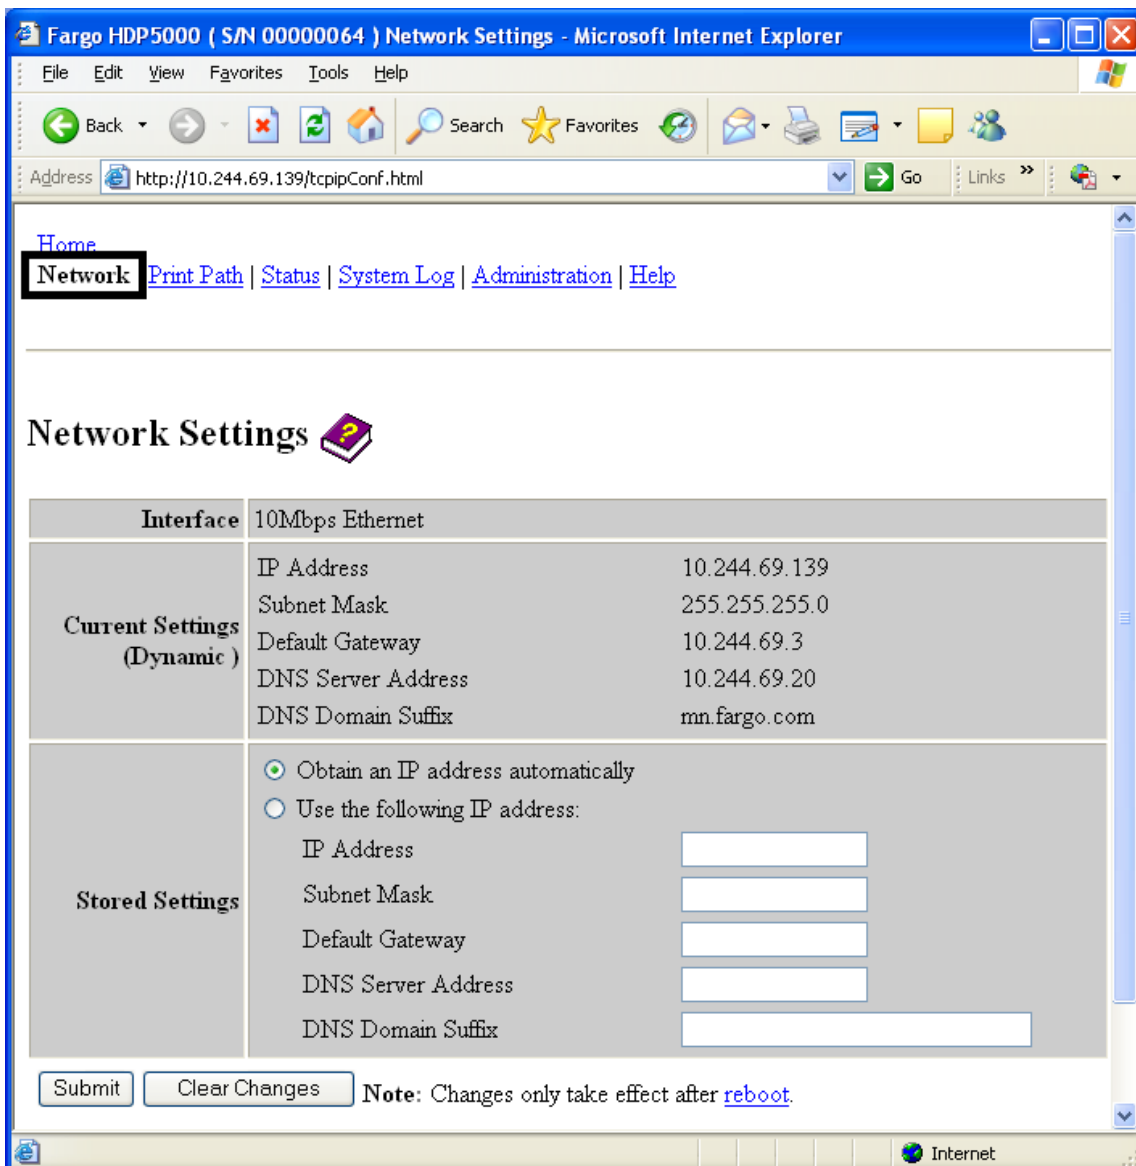 Fargo HDP5000 ( S/N 00000064 ) Network Settings - Microsoft Internet Explorer
File Edit View Favorites Tools Help
Back Search Favorites
Address http://10.244.69.139/tcpipConf.html Go Links »
Home
Network Print Path | Status | System Log | Administration | Help
Network Settings ?
Interface 10Mbps Ethernet
Current Settings (Dynamic )
IP Address 10.244.69.139
Subnet Mask 255.255.255.0
Default Gateway 10.244.69.3
DNS Server Address 10.244.69.20
DNS Domain Suffix mn.fargo.com
Stored Settings
Obtain an IP address automatically
Use the following IP address:
IP Address
Subnet Mask
Default Gateway
DNS Server Address
DNS Domain Suffix
Submit Clear Changes Note: Changes only take effect after reboot.
Internet